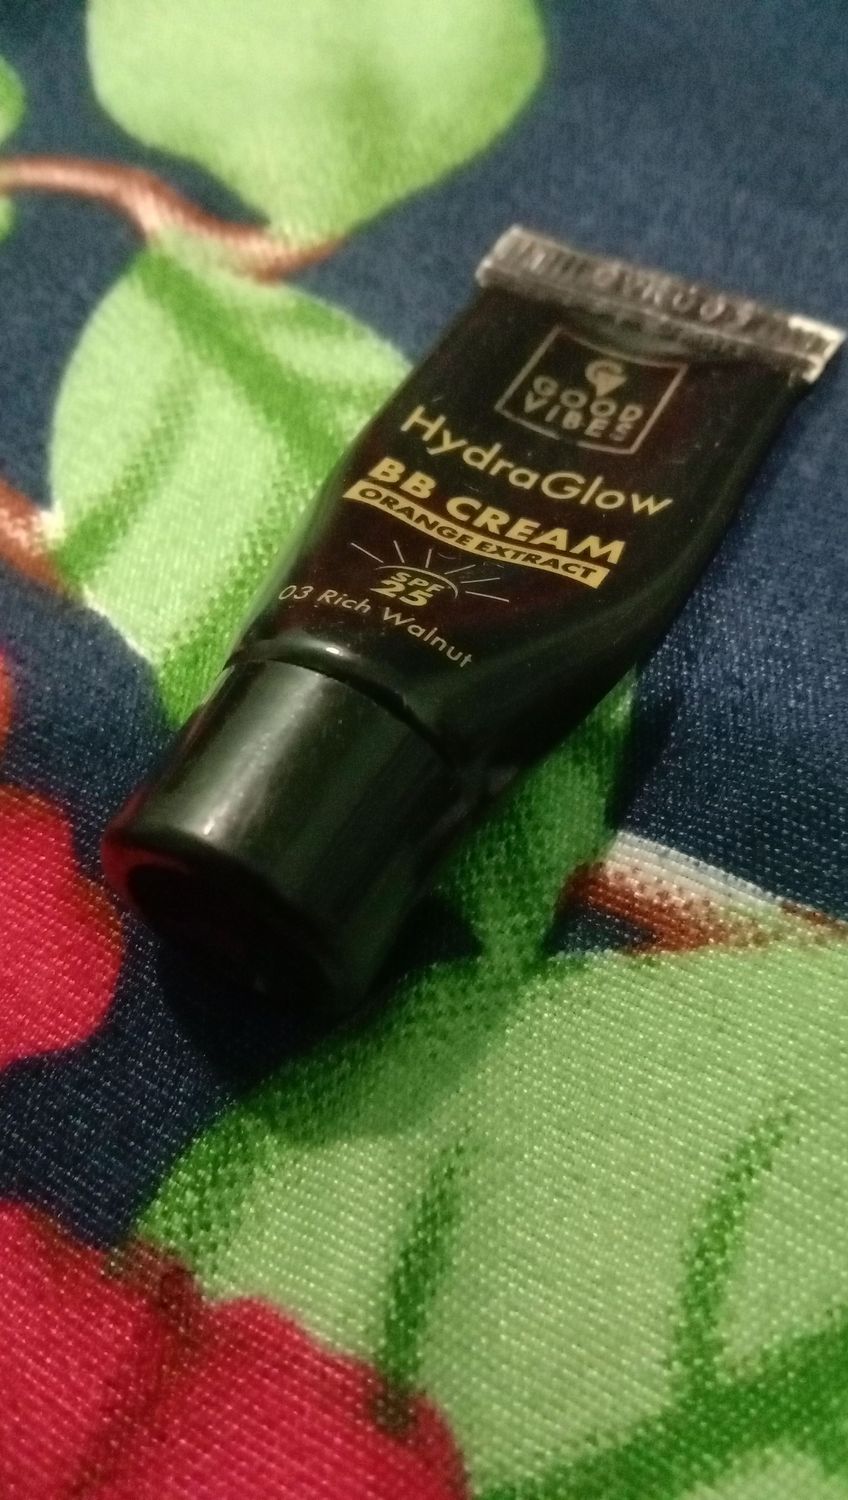 GOOD
VIBES
HydraGlow
BB CREAM
ORANGE EXTRACT
SPF
25
03 Rich Walnut